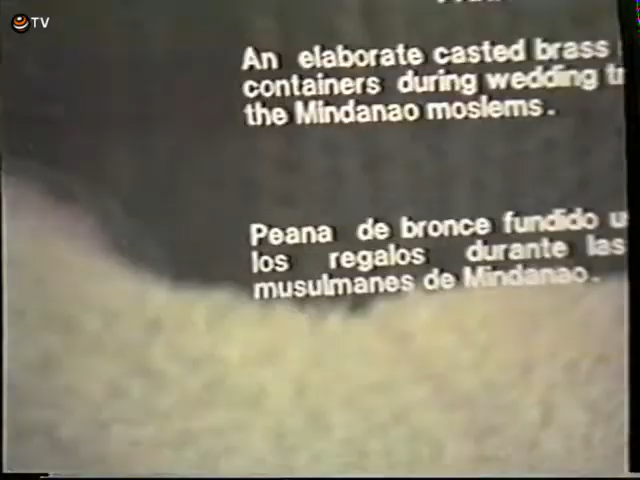 TV
An elaborate casted brass
containers during wedding
the Mindanao moslems.
Peana de bronce fundido
los regalos durante las
musulmanes de Mindanao.